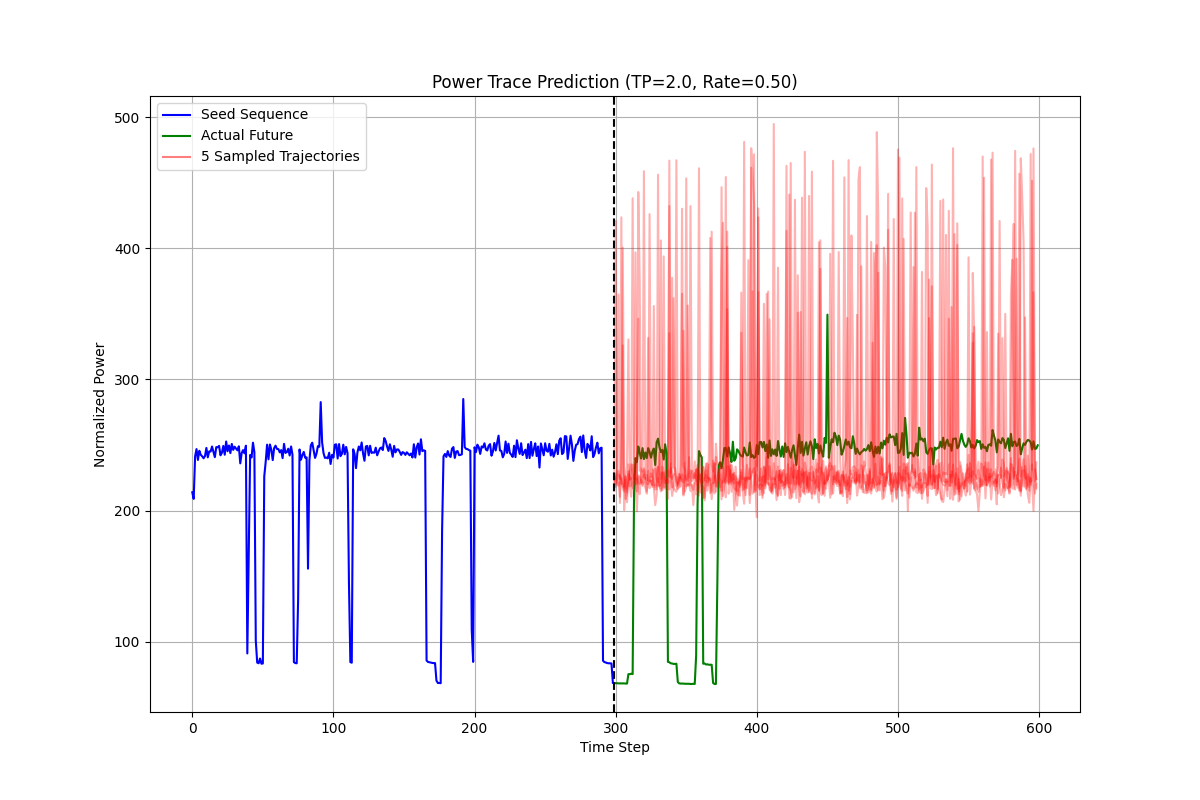 Power Trace Prediction (TP=2.0, Rate=0.50)
Seed Sequence
Actual Future
5 Sampled Trajectories
Normalized Power
500
400
300
200
100
0 100 200 300 400 500 600
Time Step